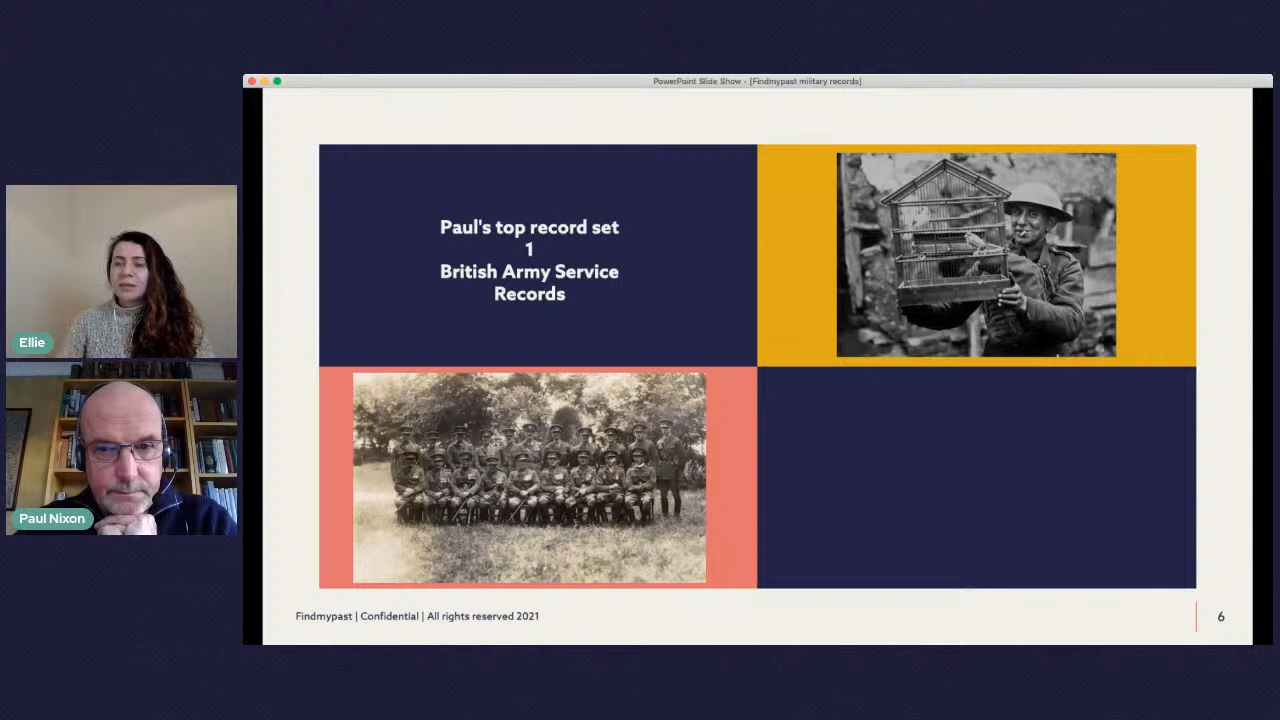 PowerPoint Slide Show - [Findmypast military records]
Paul's top record set
1
British Army Service
Records
Ellie
Paul Nixon
Findmypast | Confidential | All rights reserved 2021
6